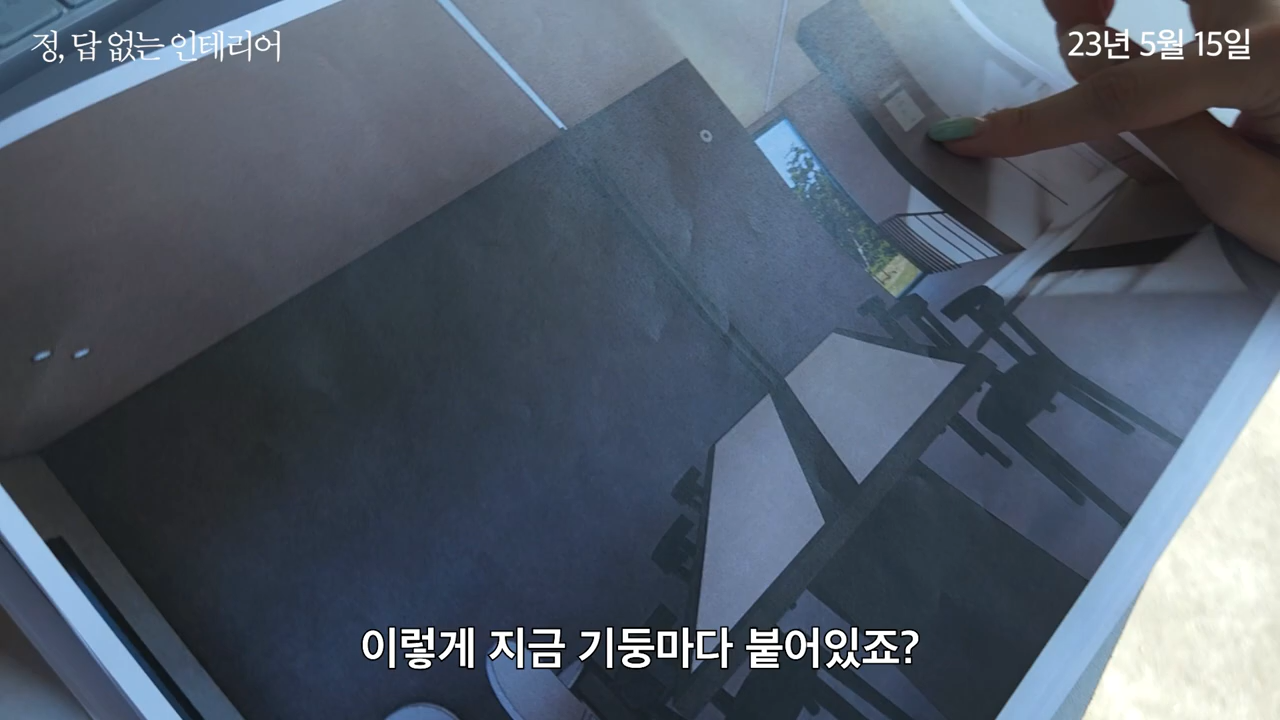 정, 답 없는 인테리어
23년 5월 15일
이렇게 지금 기둥마다 붙어있죠?